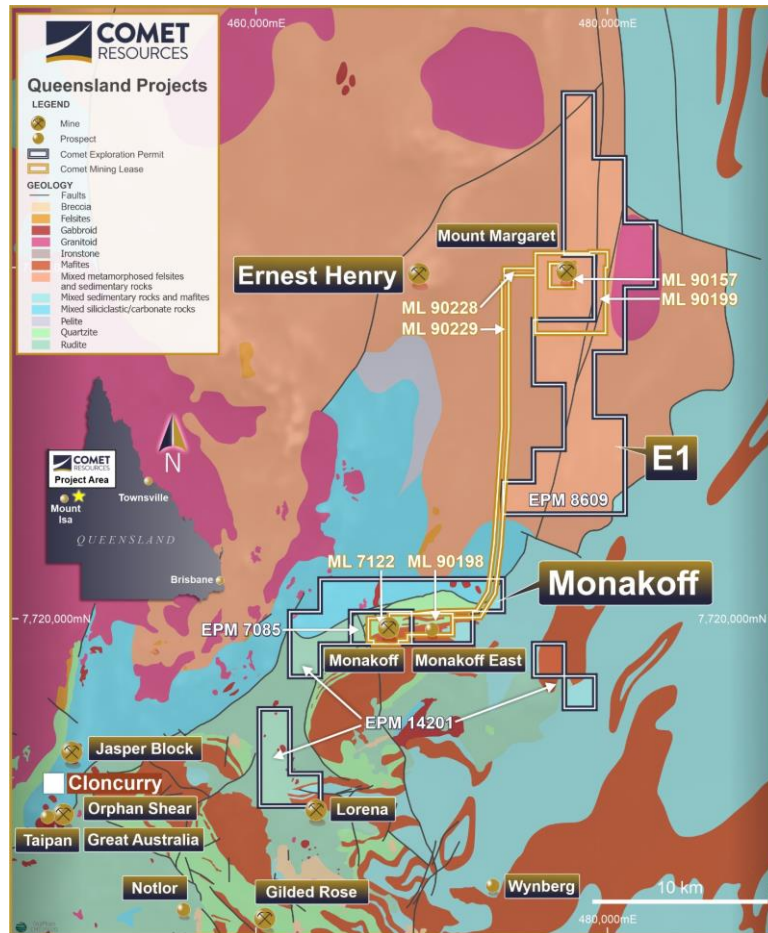 COMET
RESOURCES
Queensland Projects
LEGEND
Mine
Prospect
Comet Exploration Permit
Comet Mining Lease
GEOLOGY
Faults
Breccia
Felsites
Gabbroid
Granitoid
Ironstone
Mafites
Mixed metamorphosed felsites
and sedimentary rocks
Mixed sedimentary rocks and mafites
Mixed siliciclastic/carbonate rocks
Pelite
Quartzite
Rudite
460,000mE
480,000mE
Mount Margaret
Ernest Henry
ML 90157
ML 90199
ML 90228
ML 90229
E1
EPM 8609
N
COMET
RESOURCES
Project Area
Mount
Isa
Townsville
QUEENSLAND
Brisbane
ML 7122
ML 90198
Monakoff
7,720,000mN
7,720,000mN
EPM 7085
Monakoff
Monakoff East
EPM 14201
Jasper Block
Cloncurry
Orphan Shear
Lorena
Taipan
Great Australia
Notlor
Gilded Rose
Wynberg
10 km
480,000mE